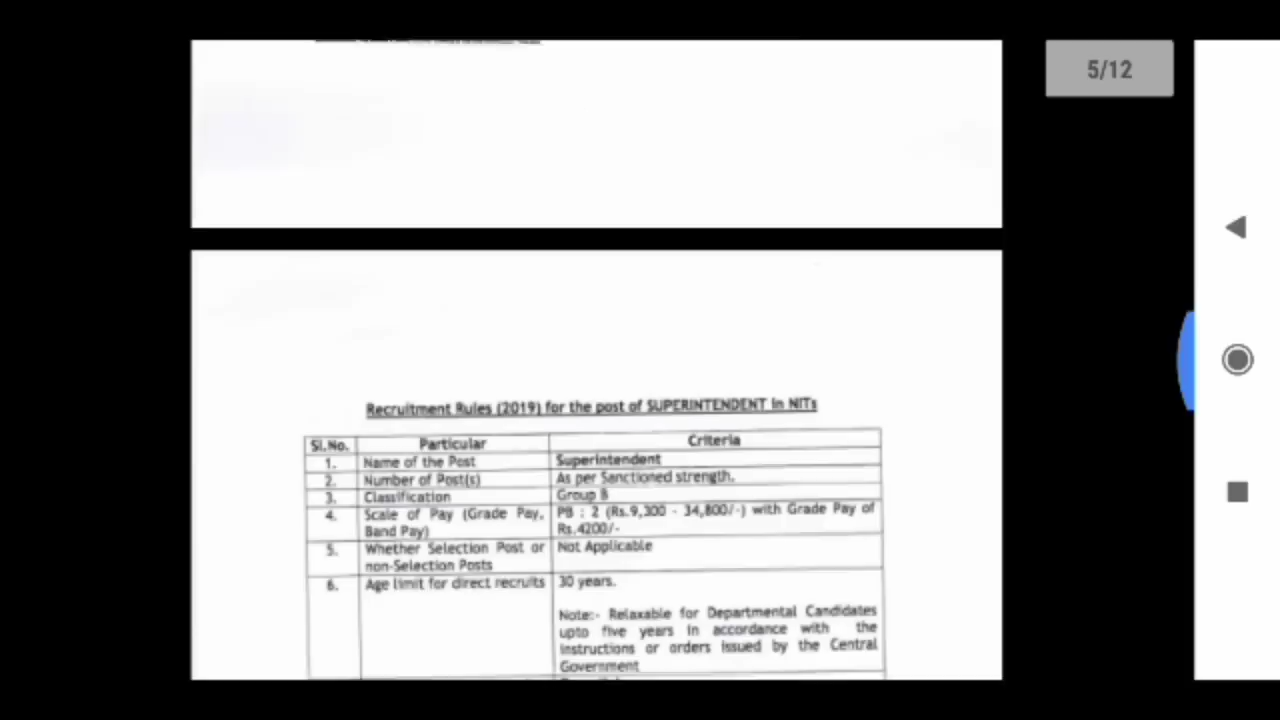 5/12
Recruitment Rules (2019) for the post of SUPERINTENDENT in NITs
Sl.No. Particular Criteria
1. Name of the Post Superintendent
2. Number of Post(s) As per Sanctioned strength.
3. Classification Group B
4. Scale of Pay (Grade Pay, Band Pay) PB : 2 (Rs.9,300 - 34,800/-) with Grade Pay of Rs.4200/-
5. Whether Selection Post or non-Selection Posts Not Applicable
6. Age limit for direct recruits 30 years.
Note:- Relaxable for Departmental Candidates
upto five years in accordance with the
instructions or orders issued by the Central
Government